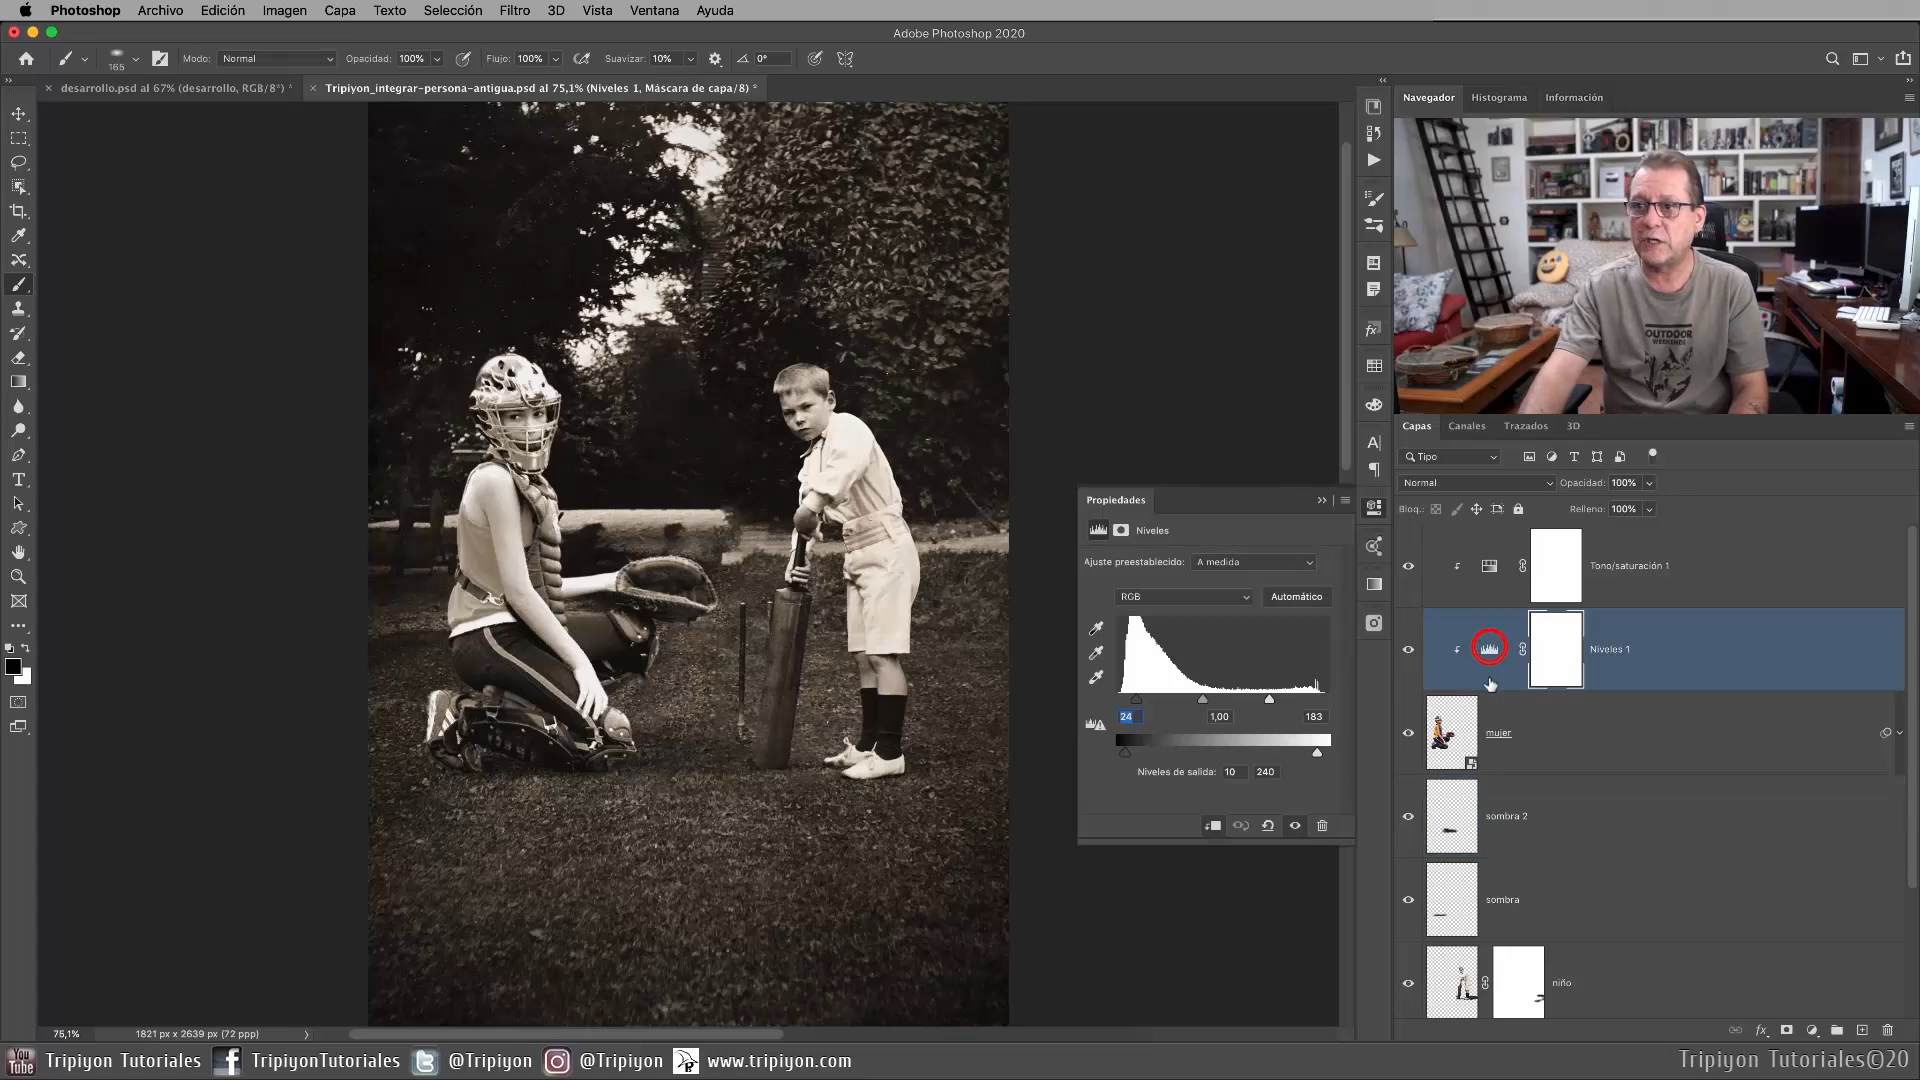 Photoshop Archivo Edición Imagen Capa Texto Selección Filtro 3D Vista Ventana Ayuda
Adobe Photoshop 2020
165 Modo: Normal Opacidad: 100% Flujo: 100% Suavizar: 10% 0°
desarrollo.psd al 67% (desarrollo, RGB/8*) *
Tripiyon_integrar-persona-antigua.psd al 75,1% (Niveles 1, Máscara de capa/8) *
Navegador Histograma Información
OUTDOOR
WEEKENDS
Capas Canales Trazados 3D
Tipo
Normal Opacidad: 100%
Bloq.: Relleno: 100%
Propiedades
Niveles
Ajuste preestablecido: A medida
RGB Automático
24 1,00 183
Niveles de salida: 10 240
Tono/saturación 1
Niveles 1
mujer
sombra 2
sombra
niño
75,1% 1821 px x 2639 px (72 ppp)
You Tube Tripiyon Tutoriales TripiyonTutoriales @Tripiyon @Tripiyon www.tripiyon.com
Tripiyon Tutoriales©20